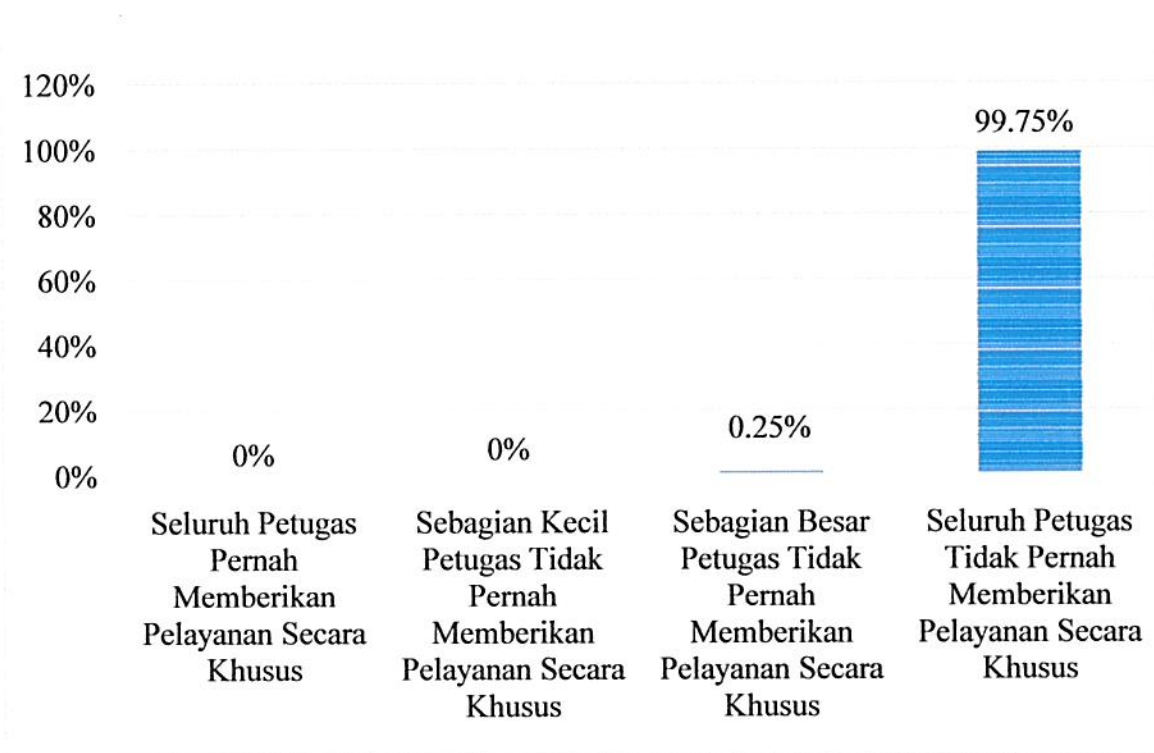 120%
100%
80%
60%
40%
20%
0%
0%
0%
0.25%
99.75%
Seluruh Petugas
Pernah
Memberikan
Pelayanan Secara
Khusus
Sebagian Kecil
Petugas Tidak
Pernah
Memberikan
Pelayanan Secara
Khusus
Sebagian Besar
Petugas Tidak
Pernah
Memberikan
Pelayanan Secara
Khusus
Seluruh Petugas
Tidak Pernah
Memberikan
Pelayanan Secara
Khusus